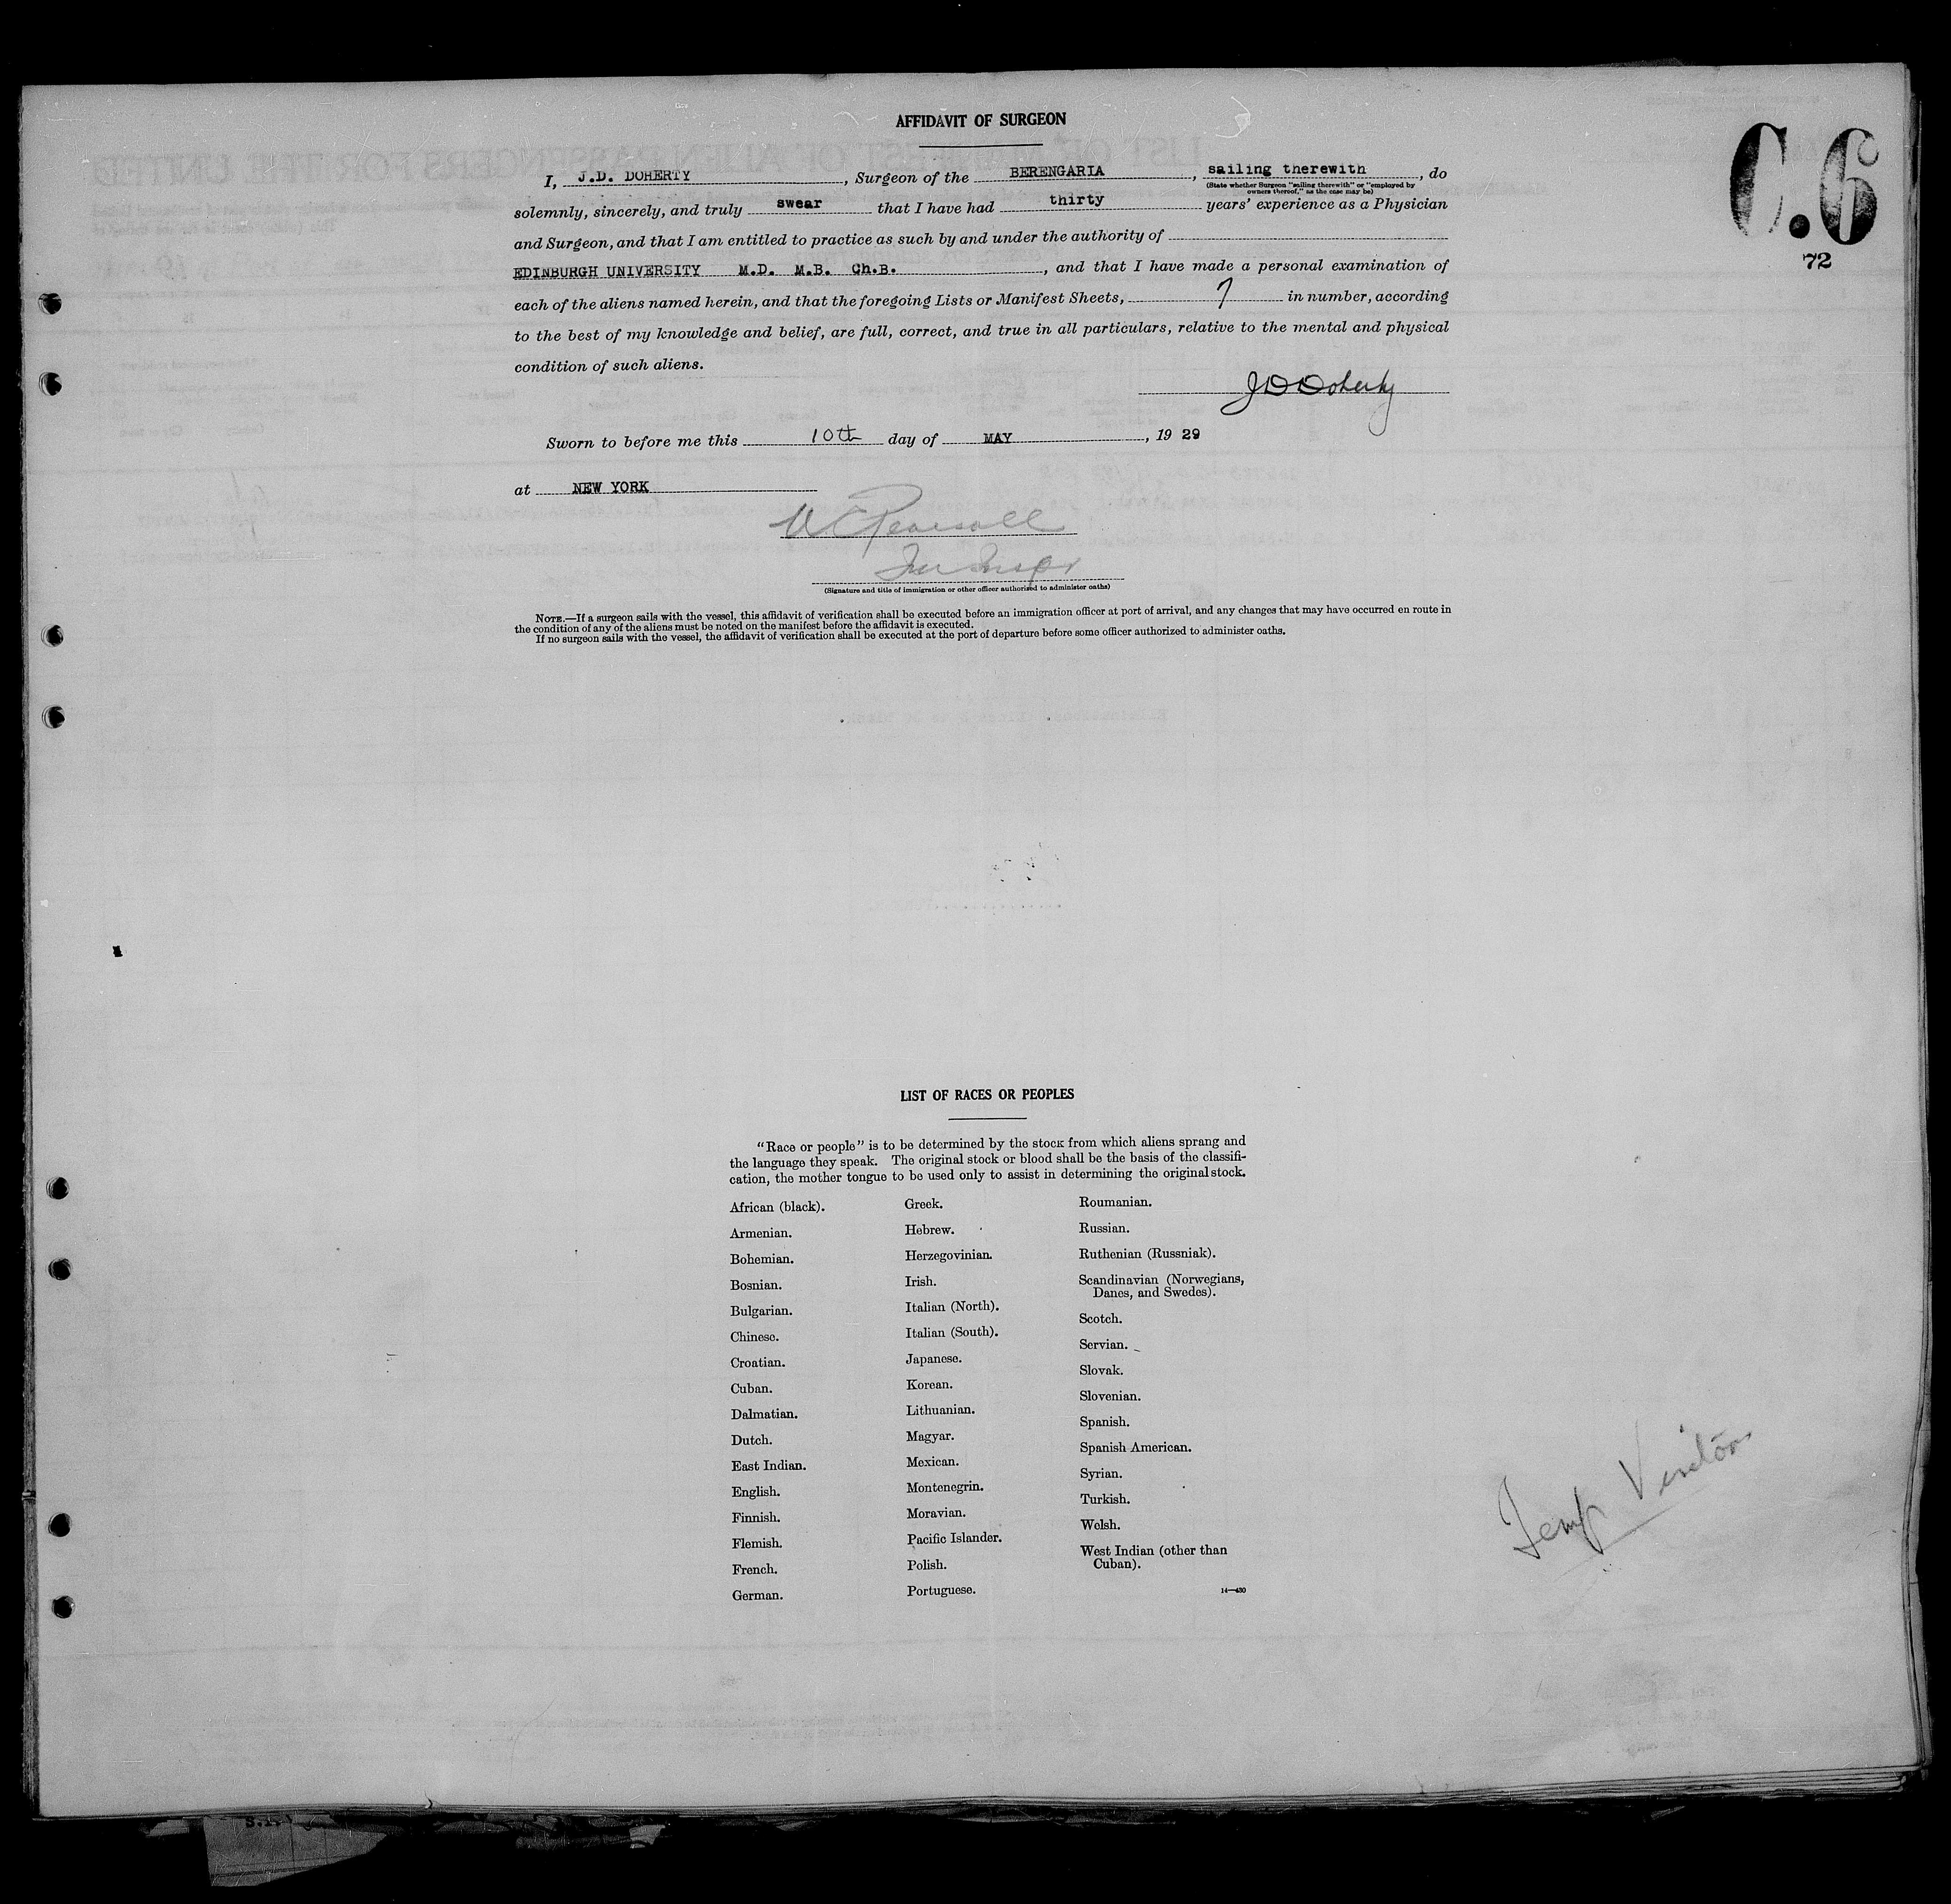 AFFIDAVIT OF SURGEON
C.6
72
I, J.D. DOHERTY, Surgeon of the BERENGARIA, sailing therewith, do
(State whether Surgeon "sailing therewith" or "employed by
owners thereof," as the case may be)
solemnly, sincerely, and truly swear that I have had thirty years' experience as a Physician
and Surgeon, and that I am entitled to practice as such by and under the authority of
EDINBURGH UNIVERSITY M.D. M.B. Ch.B., and that I have made a personal examination of
each of the aliens named herein, and that the foregoing Lists or Manifest Sheets, 7 in number, according
to the best of my knowledge and belief, are full, correct, and true in all particulars, relative to the mental and physical
condition of such aliens.
J D Doherty
Sworn to before me this 10th day of MAY, 1929
at NEW YORK
(Signature and title of immigration or other officer authorized to administer oaths)
NOTE.—If a surgeon sails with the vessel, this affidavit of verification shall be executed before an immigration officer at port of arrival, and any changes that may have occurred en route in
the condition of any of the aliens must be noted on the manifest before the affidavit is executed.
If no surgeon sails with the vessel, the affidavit of verification shall be executed at the port of departure before some officer authorized to administer oaths.
LIST OF RACES OR PEOPLES
"Race or people" is to be determined by the stock from which aliens sprang and
the language they speak. The original stock or blood shall be the basis of the classifi-
cation, the mother tongue to be used only to assist in determining the original stock.
African (black).
Armenian.
Bohemian.
Bosnian.
Bulgarian.
Chinese.
Croatian.
Cuban.
Dalmatian.
Dutch.
East Indian.
English.
Finnish.
Flemish.
French.
German.
Greek.
Hebrew.
Herzegovinian.
Irish.
Italian (North).
Italian (South).
Japanese.
Korean.
Lithuanian.
Magyar.
Mexican.
Montenegrin.
Moravian.
Pacific Islander.
Polish.
Portuguese.
Roumanian.
Russian.
Ruthenian (Russniak).
Scandinavian (Norwegians,
Danes, and Swedes).
Scotch.
Servian.
Slovak.
Slovenian.
Spanish.
Spanish American.
Syrian.
Turkish.
Welsh.
West Indian (other than
Cuban).
14—430
Temp Visitor